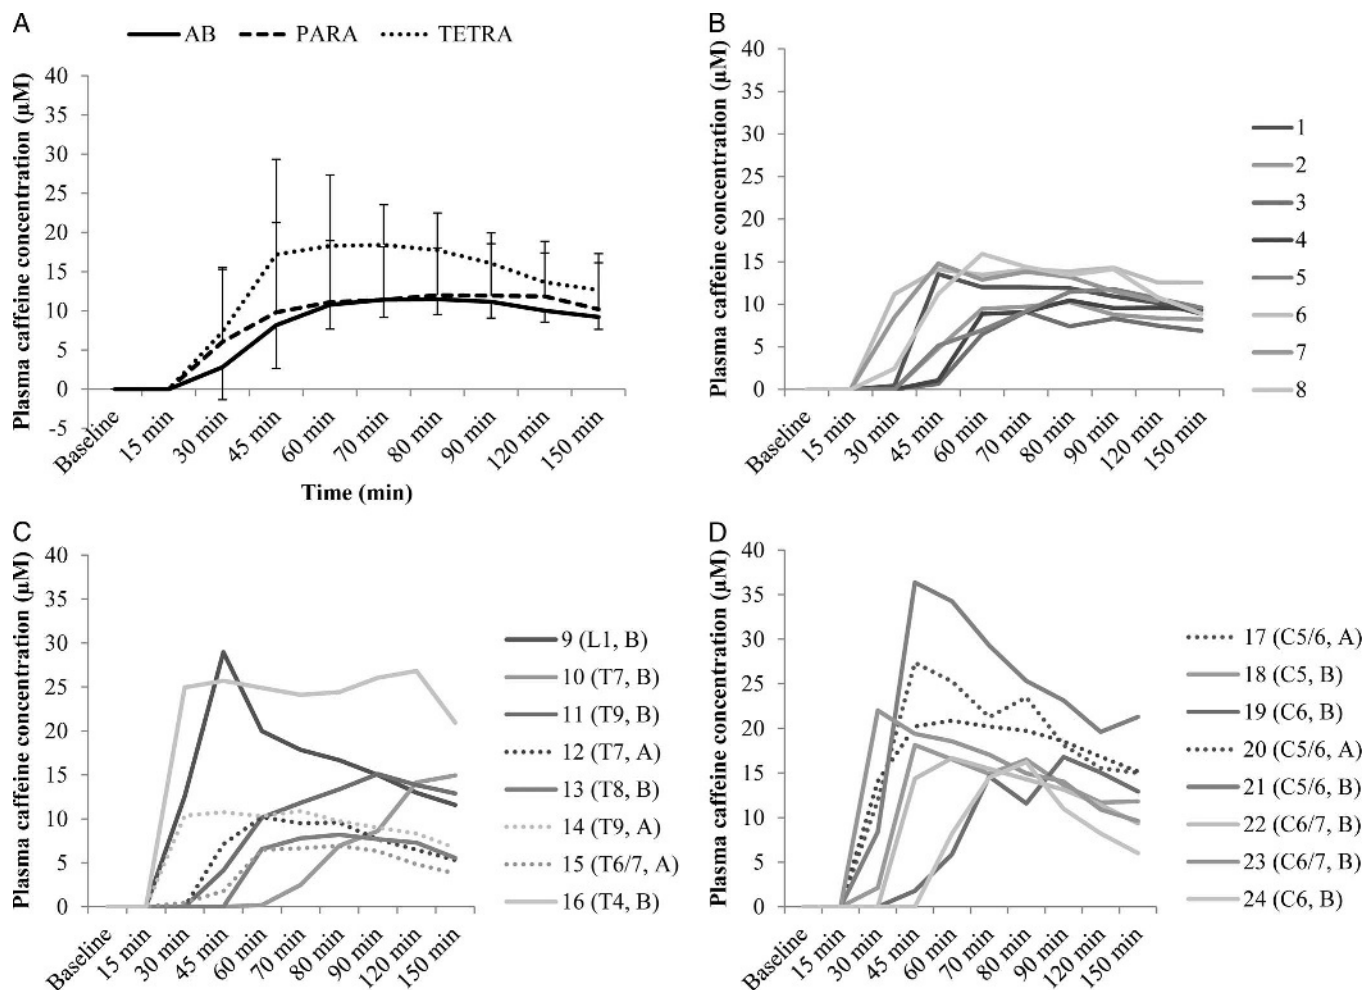 A
AB PARA TETRA
Plasma caffeine concentration (µM)
40
35
30
25
20
15
10
5
0
-5
Baseline
15 min
30 min
45 min
60 min
70 min
80 min
90 min
120 min
150 min
Time (min)
B
Plasma caffeine concentration (µM)
40
35
30
25
20
15
10
5
0
Baseline
15 min
30 min
45 min
60 min
70 min
80 min
90 min
120 min
150 min
1
2
3
4
5
6
7
8
C
Plasma caffeine concentration (µM)
40
35
30
25
20
15
10
5
0
Baseline
15 min
30 min
45 min
60 min
70 min
80 min
90 min
120 min
150 min
9 (L1, B)
10 (T7, B)
11 (T9, B)
12 (T7, A)
13 (T8, B)
14 (T9, A)
15 (T6/7, A)
16 (T4, B)
D
Plasma caffeine concentration (µM)
40
35
30
25
20
15
10
5
0
Baseline
15 min
30 min
45 min
60 min
70 min
80 min
90 min
120 min
150 min
17 (C5/6, A)
18 (C5, B)
19 (C6, B)
20 (C5/6, A)
21 (C5/6, B)
22 (C6/7, B)
23 (C6/7, B)
24 (C6, B)